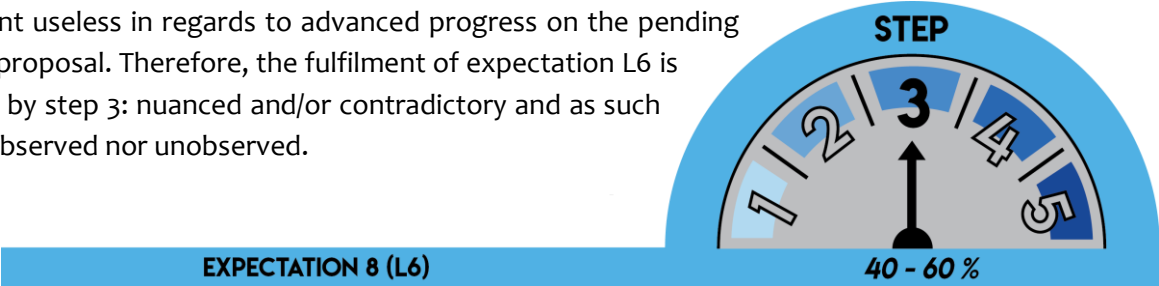 nt useless in regards to advanced progress on the pending
proposal. Therefore, the fulfilment of expectation L6 is
by step 3: nuanced and/or contradictory and as such
bserved nor unobserved.
STEP
1
2
3
4
5
EXPECTATION 8 (L6)
40 - 60 %